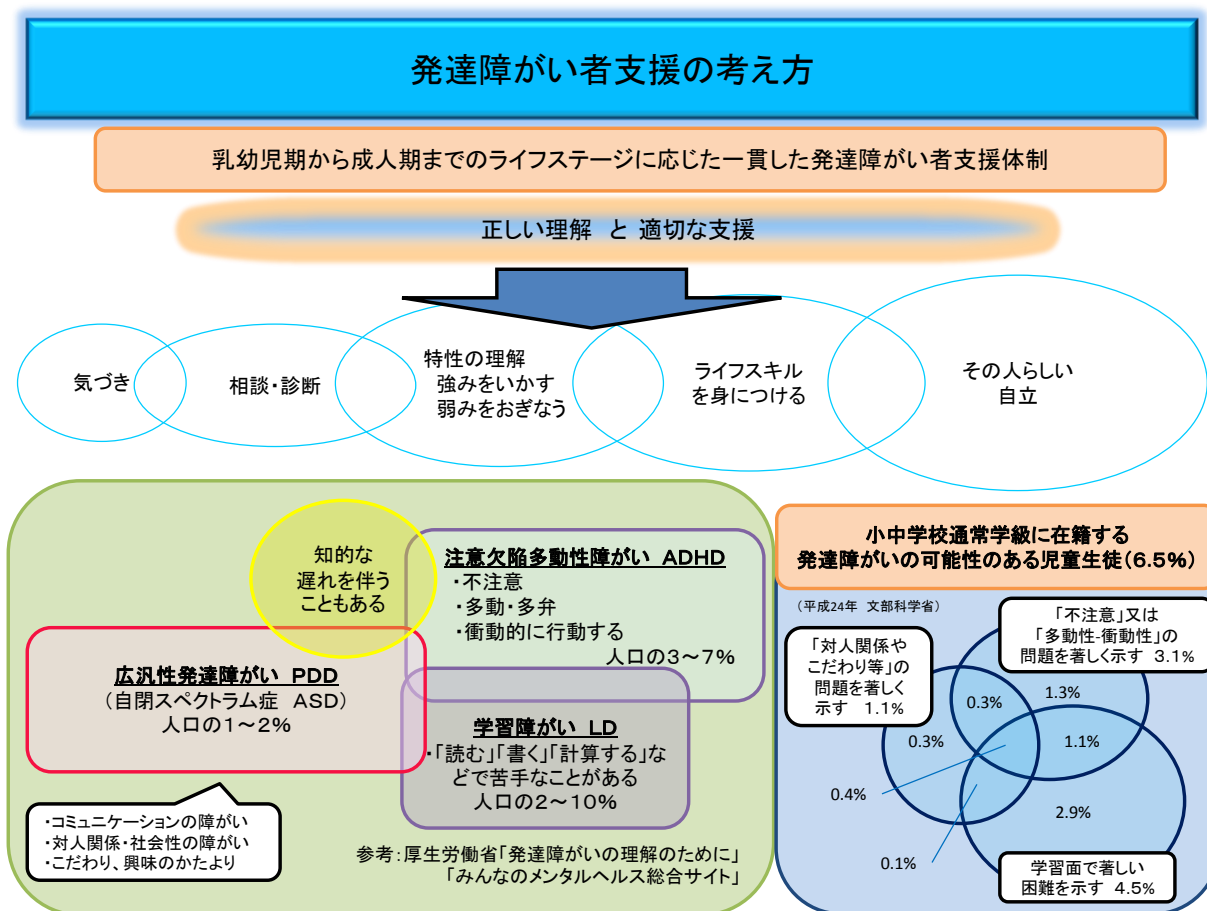 発達障がい者支援の考え方
乳幼児期から成人期までのライフステージに応じた一貫した発達障がい者支援体制
正しい理解 と 適切な支援
気づき
相談・診断
特性の理解
強みをいかす
弱みをおぎなう
ライフスキル
を身につける
その人らしい
自立
知的な
遅れを伴う
こともある
注意欠陥多動性障がい ADHD
・不注意
・多動・多弁
・衝動的に行動する
人口の3～7%
広汎性発達障がい PDD
(自閉スペクトラム症 ASD)
人口の1～2%
学習障がい LD
・「読む」「書く」「計算する」な
どで苦手なことがある
人口の2～10%
・コミュニケーションの障がい
・対人関係・社会性の障がい
・こだわり、興味のかたより
参考:厚生労働省「発達障がいの理解のために」
「みんなのメンタルヘルス総合サイト」
小中学校通常学級に在籍する
発達障がいの可能性のある児童生徒(6.5%)
(平成24年 文部科学省)
「不注意」又は
「多動性-衝動性」の
問題を著しく示す 3.1%
「対人関係や
こだわり等」の
問題を著しく
示す 1.1%
0.3%
1.3%
0.3%
1.1%
0.4%
2.9%
0.1%
学習面で著しい
困難を示す 4.5%